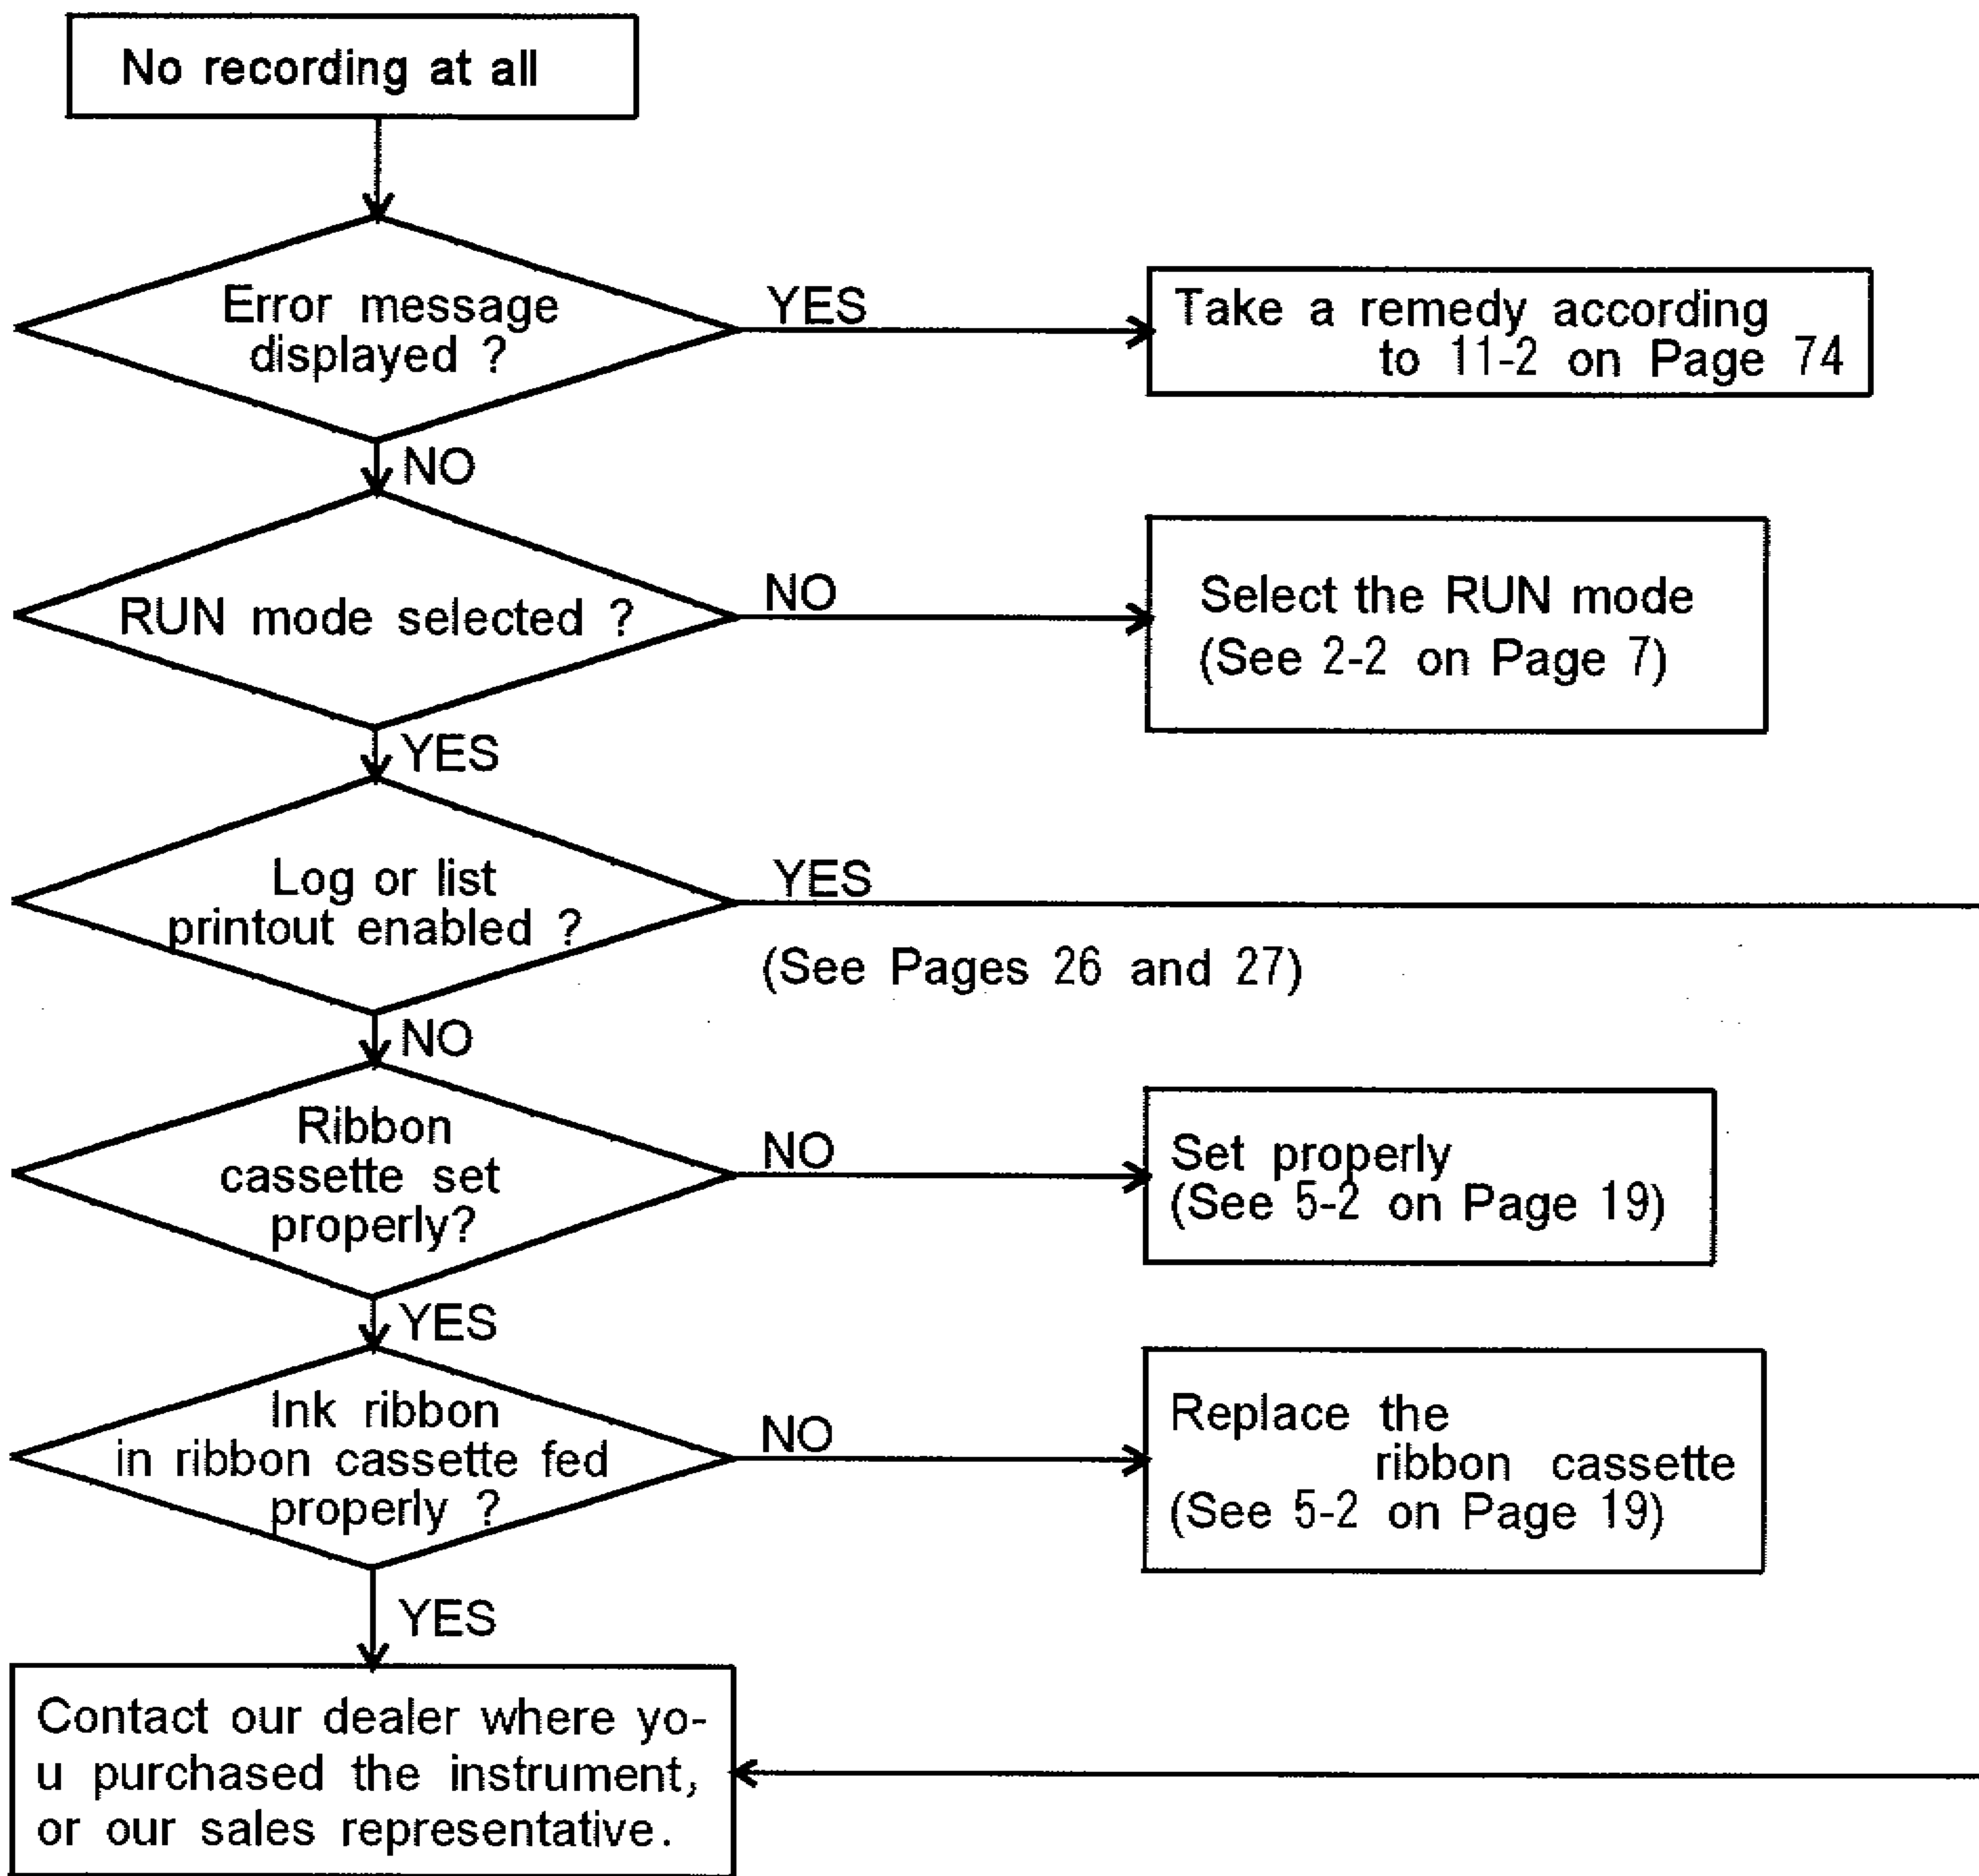 No recording at all
Error message
displayed ?
YES
Take a remedy according
to 11-2 on Page 74
NO
RUN mode selected ?
NO
Select the RUN mode
(See 2-2 on Page 7)
YES
Log or list
printout enabled ?
YES
(See Pages 26 and 27)
NO
Ribbon
cassette set
properly?
NO
Set properly
(See 5-2 on Page 19)
YES
Ink ribbon
in ribbon cassette fed
properly ?
NO
Replace the
ribbon cassette
(See 5-2 on Page 19)
YES
Contact our dealer where yo-
u purchased the instrument,
or our sales representative.